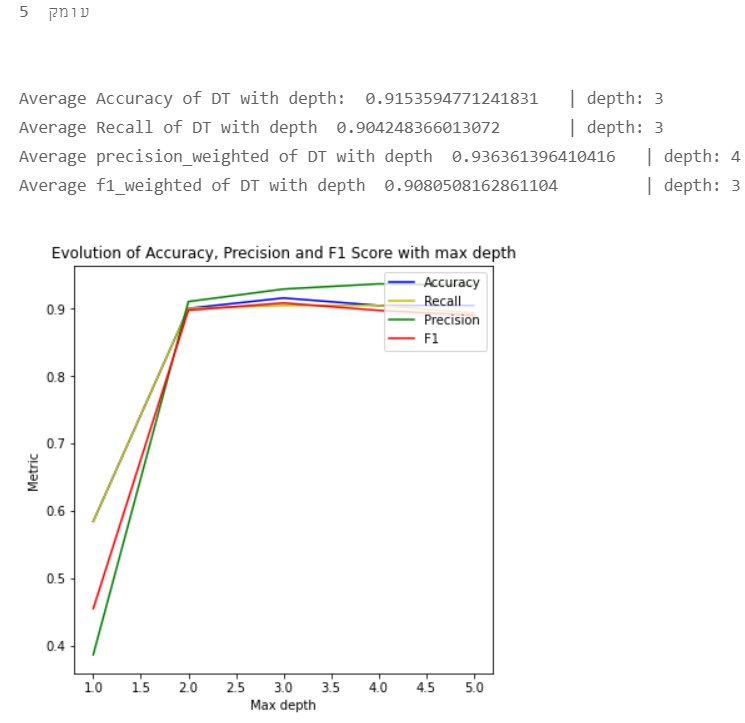 עומק 5
Average Accuracy of DT with depth: 0.9153594771241831 | depth: 3
Average Recall of DT with depth 0.904248366013072 | depth: 3
Average precision_weighted of DT with depth 0.936361396410416 | depth: 4
Average f1_weighted of DT with depth 0.9080508162861104 | depth: 3
Evolution of Accuracy, Precision and F1 Score with max depth
Accuracy
Recall
Precision
F1
0.9
0.8
0.7
0.6
0.5
0.4
Metric
1.0 1.5 2.0 2.5 3.0 3.5 4.0 4.5 5.0
Max depth